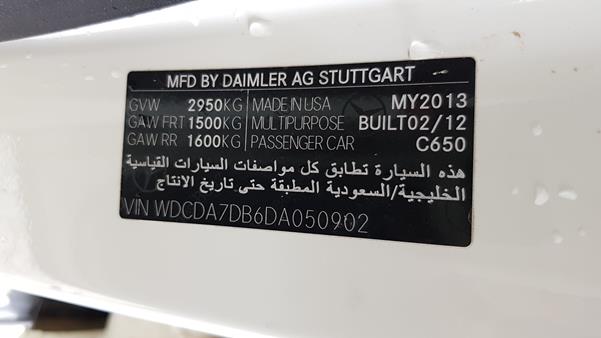 MFD BY DAIMLER AG STUTTGART
GVW 2950KG MADE IN USA MY2013
GAW FRT 1500KG MULTIPURPOSE BUILT02/12
GAW RR 1600KG PASSENGER CAR C650
هذه السيارة تطابق كل مواصفات السيارات القياسية
الخليجية/السعودية المطبقة حتى تاريخ الانتاج
VIN WDCDA7DB6DA050902